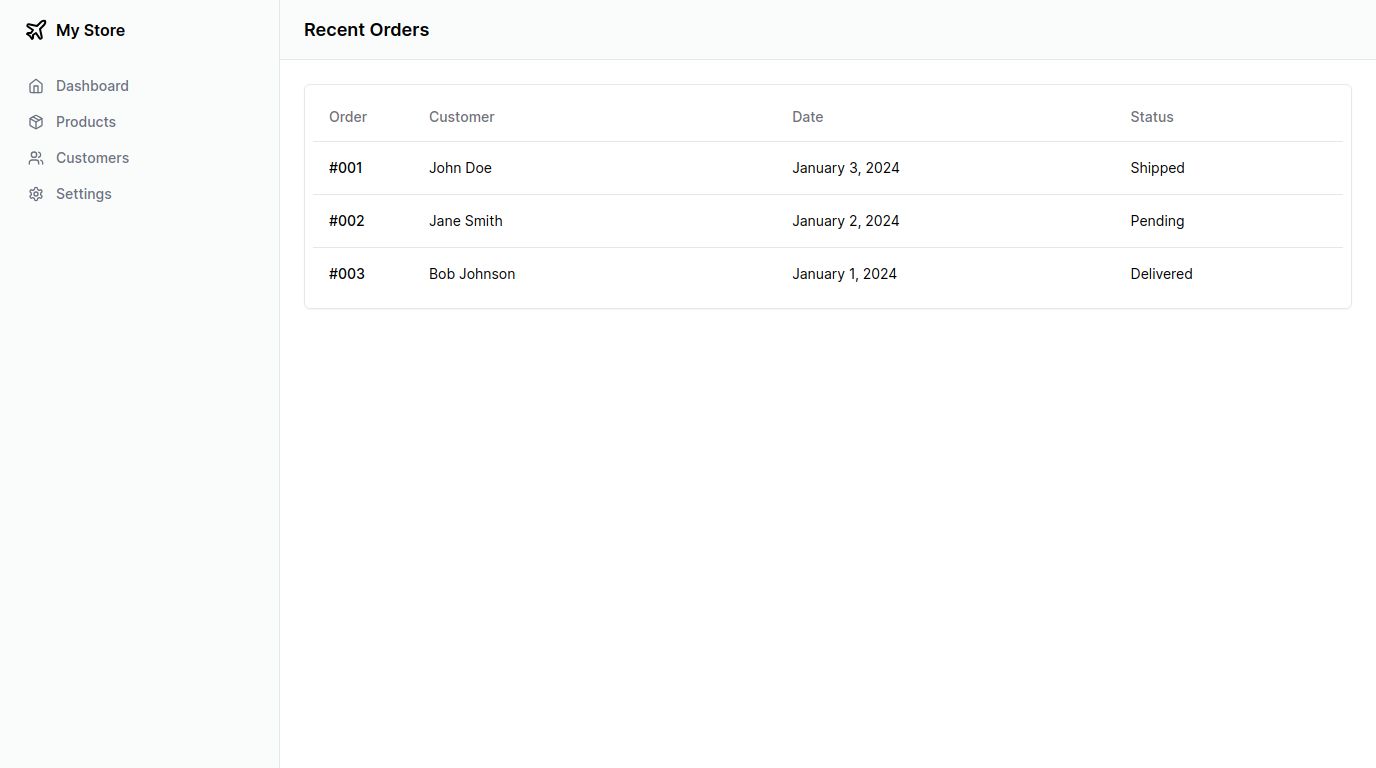 My Store
Dashboard
Products
Customers
Settings
Recent Orders
Order Customer Date Status
#001 John Doe January 3, 2024 Shipped
#002 Jane Smith January 2, 2024 Pending
#003 Bob Johnson January 1, 2024 Delivered